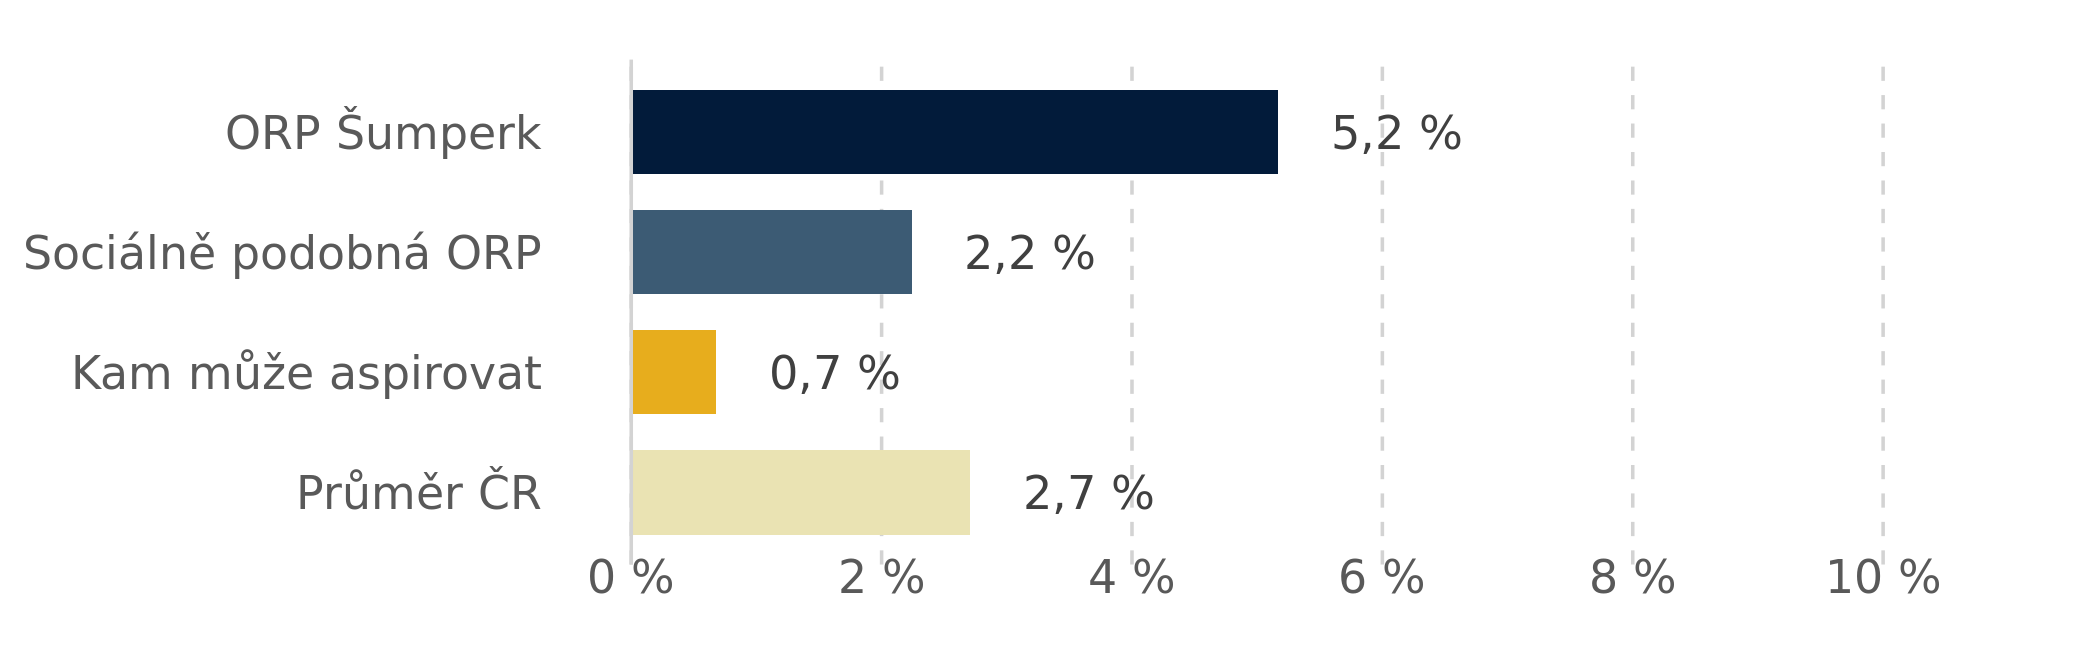 ORP Šumperk 5,2 %
Sociálně podobná ORP 2,2 %
Kam může aspirovat 0,7 %
Průměr ČR 2,7 %
0 % 2 % 4 % 6 % 8 % 10 %